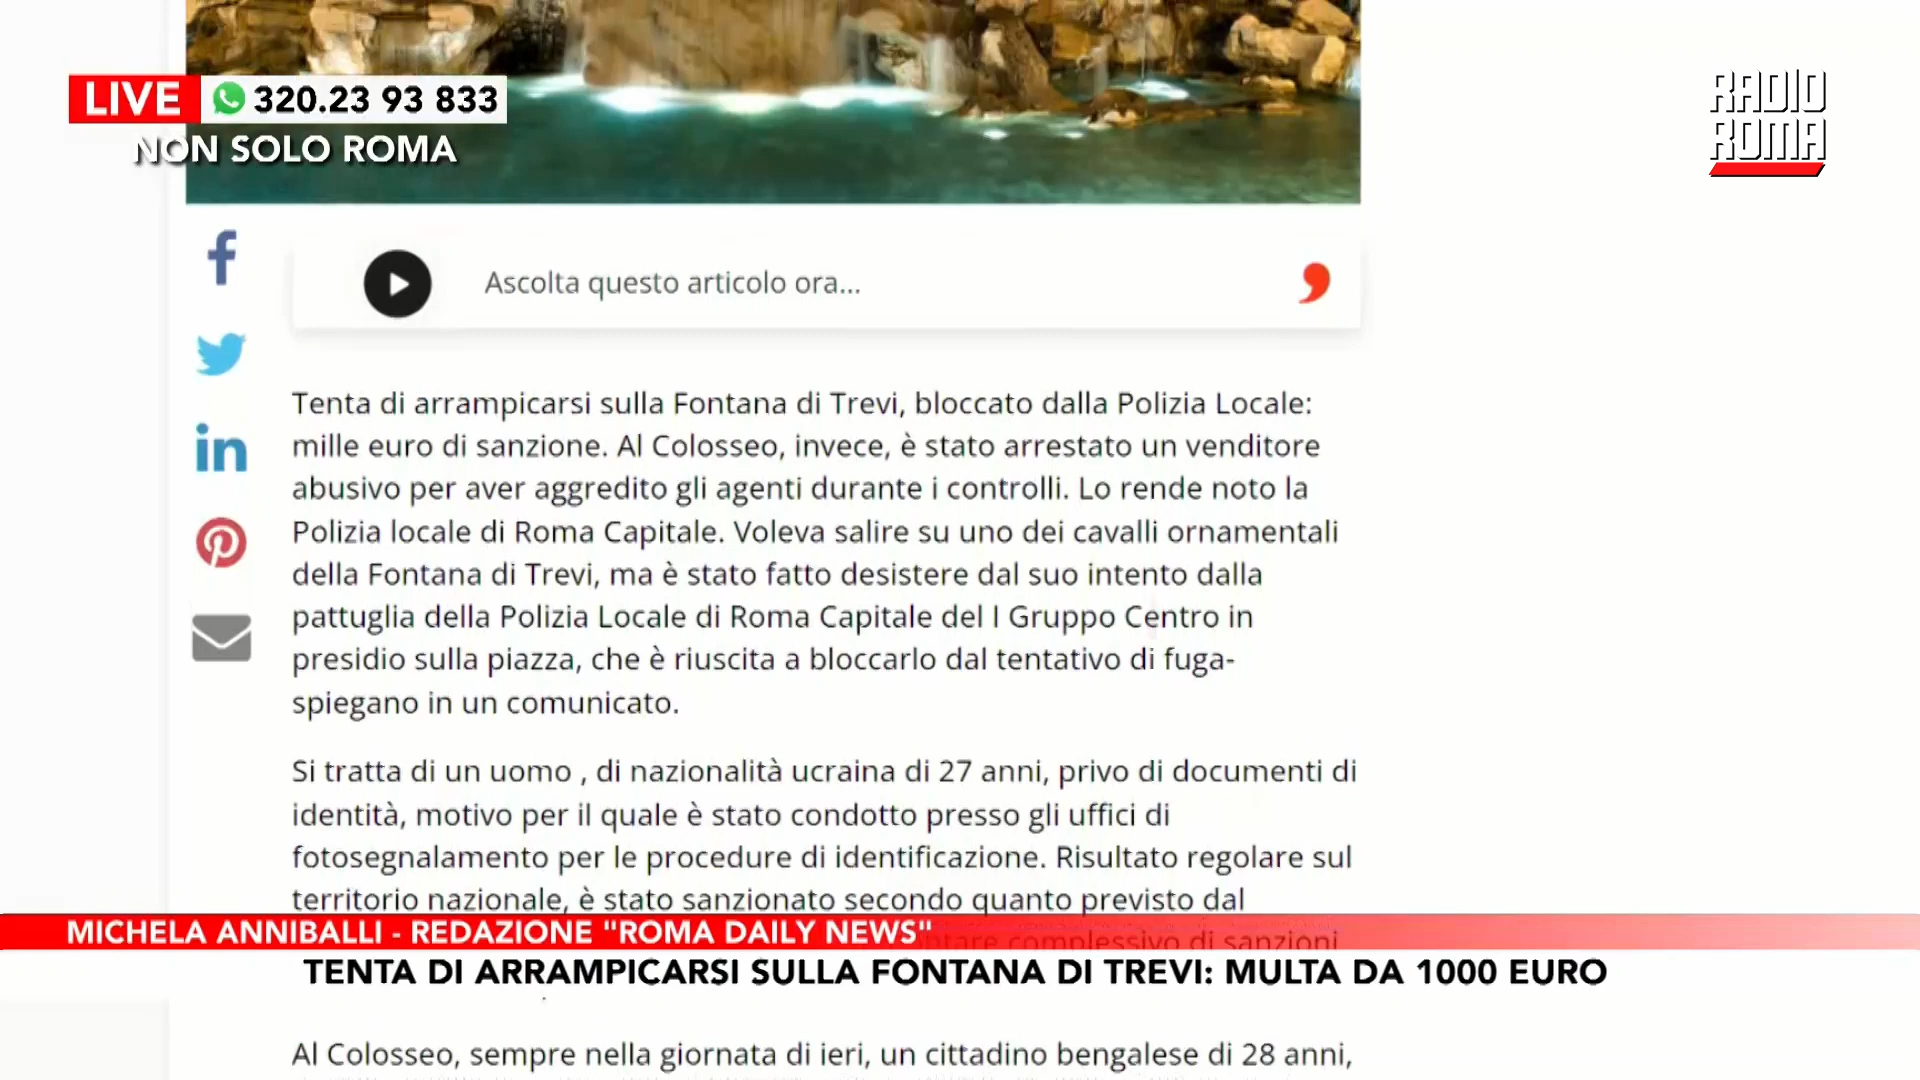 LIVE 320.23 93 833
NON SOLO ROMA
RADIO
ROMA
Ascolta questo articolo ora...
Tenta di arrampicarsi sulla Fontana di Trevi, bloccato dalla Polizia Locale:
mille euro di sanzione. Al Colosseo, invece, è stato arrestato un venditore
abusivo per aver aggredito gli agenti durante i controlli. Lo rende noto la
Polizia locale di Roma Capitale. Voleva salire su uno dei cavalli ornamentali
della Fontana di Trevi, ma è stato fatto desistere dal suo intento dalla
pattuglia della Polizia Locale di Roma Capitale del I Gruppo Centro in
presidio sulla piazza, che è riuscita a bloccarlo dal tentativo di fuga-
spiegano in un comunicato.
Si tratta di un uomo , di nazionalità ucraina di 27 anni, privo di documenti di
identità, motivo per il quale è stato condotto presso gli uffici di
fotosegnalamento per le procedure di identificazione. Risultato regolare sul
territorio nazionale, è stato sanzionato secondo quanto previsto dal
complessivo di sanzioni
MICHELA ANNIBALLI - REDAZIONE "ROMA DAILY NEWS"
TENTA DI ARRAMPICARSI SULLA FONTANA DI TREVI: MULTA DA 1000 EURO
Al Colosseo, sempre nella giornata di ieri, un cittadino bengalese di 28 anni,